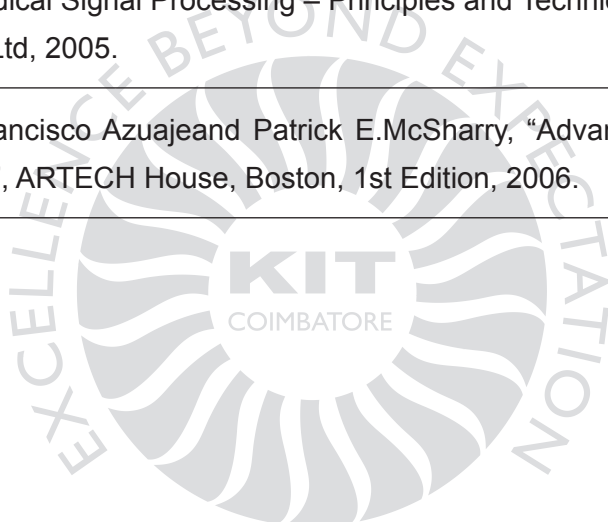 dical Signal Processing – Principles and Techni
Ltd, 2005.
ancisco Azuajeand Patrick E.McSharry, “Advan
, ARTECH House, Boston, 1st Edition, 2006.
EXCELLENCE BEYOND EXPECTATION
KIT
COIMBATORE